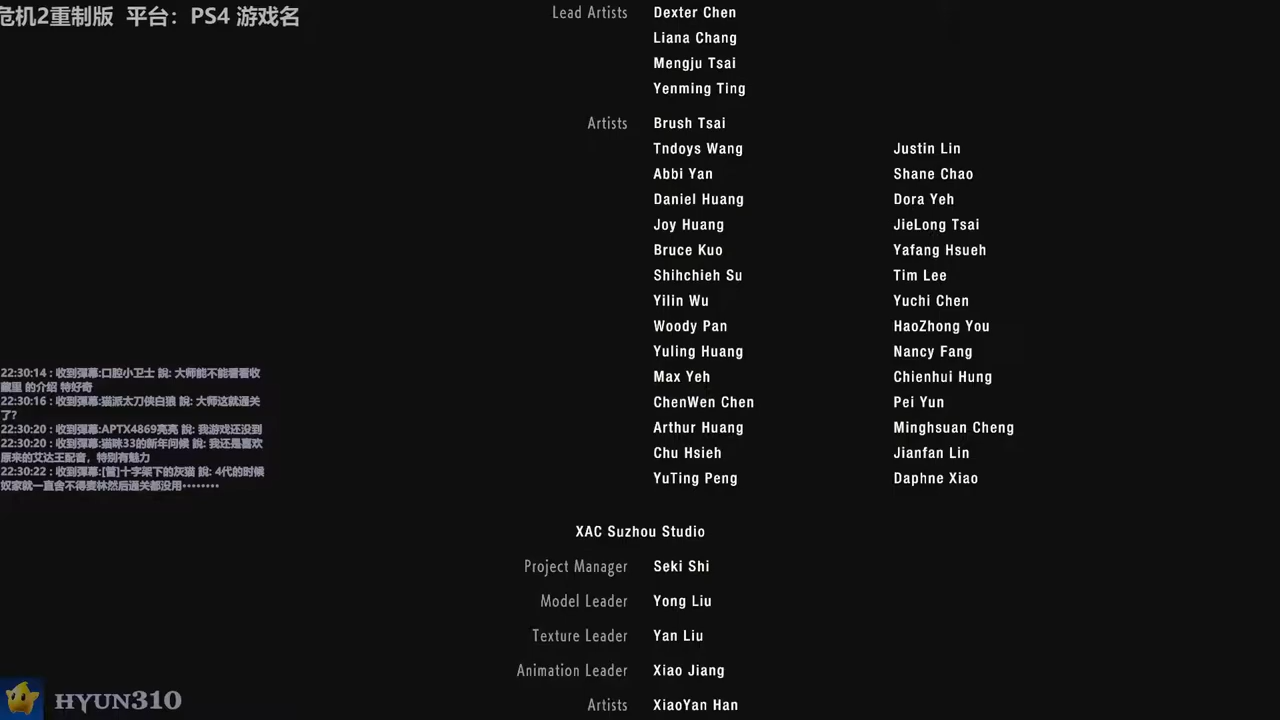 危机2重制版 平台：PS4 游戏名
Lead Artists Dexter Chen
Liana Chang
Mengju Tsai
Yenming Ting
Artists Brush Tsai
Tndoys Wang Justin Lin
Abbi Yan Shane Chao
Daniel Huang Dora Yeh
Joy Huang JieLong Tsai
Bruce Kuo Yafang Hsueh
Shihchieh Su Tim Lee
Yilin Wu Yuchi Chen
Woody Pan HaoZhong You
Yuling Huang Nancy Fang
Max Yeh Chienhui Hung
ChenWen Chen Pei Yun
Arthur Huang Minghsuan Cheng
Chu Hsieh Jianfan Lin
YuTing Peng Daphne Xiao
22:30:14 : 收到彈幕:口腔小卫士 說: 大师能不能看看收
藏里 的介绍 特好奇
22:30:16 : 收到彈幕:猫派太刀侠白狼 說: 大师这就通关
了?
22:30:20 : 收到彈幕:APTX4869亮亮 說: 我游戏还没到
22:30:20 : 收到彈幕:猫咪33的新年问候 說: 我还是喜欢
原来的艾达王配音，特别有魅力
22:30:22 : 收到彈幕:[管]十字架下的灰猫 說: 4代的时候
奴家就一直舍不得麦林然后通关都没用••••••••
XAC Suzhou Studio
Project Manager Seki Shi
Model Leader Yong Liu
Texture Leader Yan Liu
Animation Leader Xiao Jiang
Artists XiaoYan Han
HYUN310